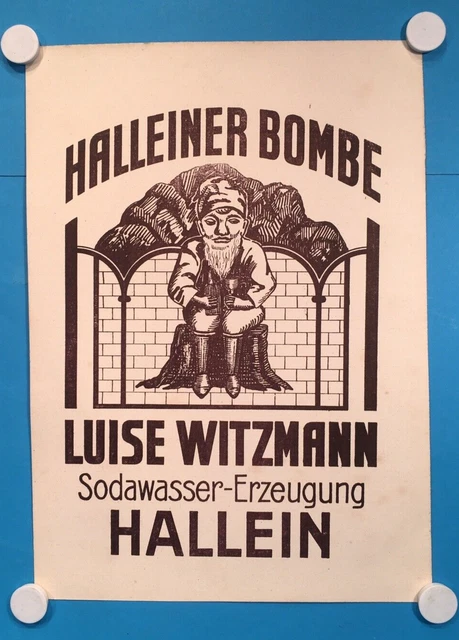 HALLEINER BOMBE
LUISE WITZMANN
Sodawasser-Erzeugung
HALLEIN